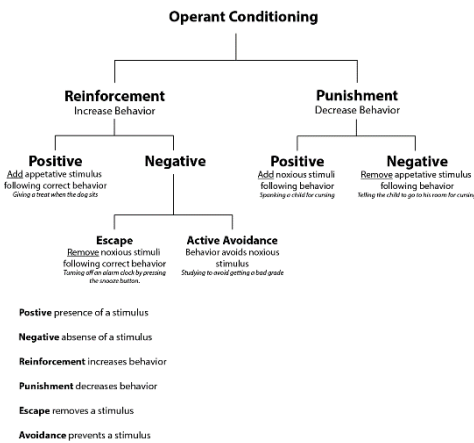 Operant Conditioning
Reinforcement
Increase Behavior
Punishment
Decrease Behavior
Positive
Add appetative stimulus
following correct behavior
Giving a treat when the dog sits
Negative
Positive
Add noxious stimuli
following behavior
Spanking a child for cursing
Negative
Remove appetative stimulus
following behavior
Telling the child to go to his room for cursing
Escape
Remove noxious stimuli
following correct behavior
Turning off an alarm clock by pressing
the snooze button.
Active Avoidance
Behavior avoids noxious
stimulus
Studying to avoid getting a bad grade
Postive presence of a stimulus
Negative absense of a stimulus
Reinforcement increases behavior
Punishment decreases behavior
Escape removes a stimulus
Avoidance prevents a stimulus